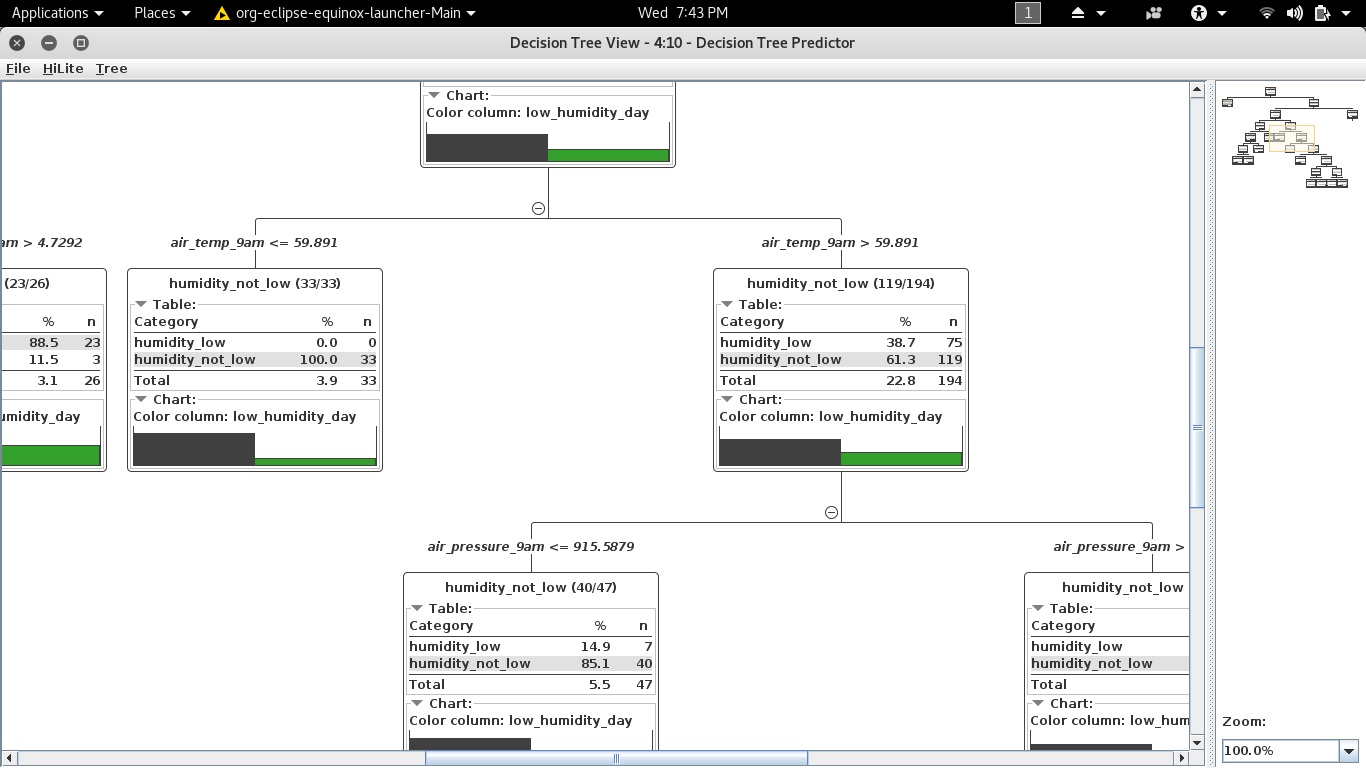 Applications Places org-eclipse-equinox-launcher-Main Wed 7:43 PM 1
Decision Tree View - 4:10 - Decision Tree Predictor
File HiLite Tree
Chart:
Color column: low_humidity_day
am > 4.7292
air_temp_9am <= 59.891
air_temp_9am > 59.891
(23/26)
% n
88.5 23
11.5 3
3.1 26
umidity_day
humidity_not_low (33/33)
Table:
Category % n
humidity_low 0.0 0
humidity_not_low 100.0 33
Total 3.9 33
Chart:
Color column: low_humidity_day
humidity_not_low (119/194)
Table:
Category % n
humidity_low 38.7 75
humidity_not_low 61.3 119
Total 22.8 194
Chart:
Color column: low_humidity_day
air_pressure_9am <= 915.5879
air_pressure_9am >
humidity_not_low (40/47)
Table:
Category % n
humidity_low 14.9 7
humidity_not_low 85.1 40
Total 5.5 47
Chart:
Color column: low_humidity_day
humidity_not_low
Table:
Category
humidity_low
humidity_not_low
Total
Chart:
Color column: low_hum
Zoom:
100.0%